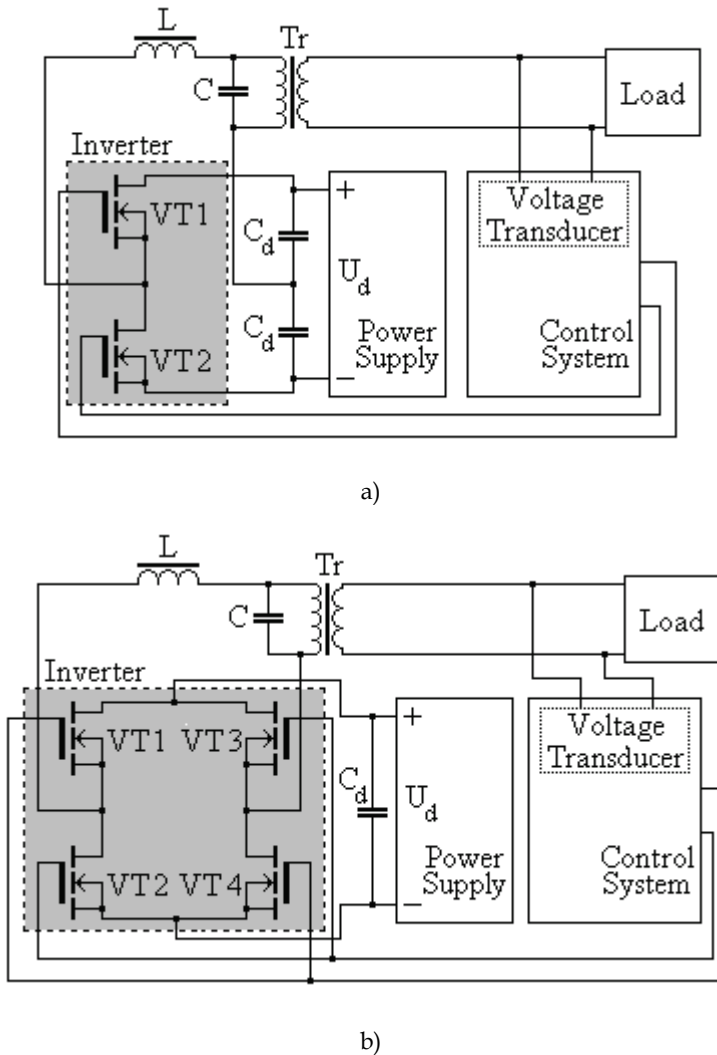 L
Tr
C
Load
Inverter
VT1
VT2
C_d
C_d
+
U_d
Power
Supply
−
Voltage
Transducer
Control
System
a)
L
Tr
C
Load
Inverter
VT1 VT3
VT2 VT4
C_d
+
U_d
Power
Supply
−
Voltage
Transducer
Control
System
b)